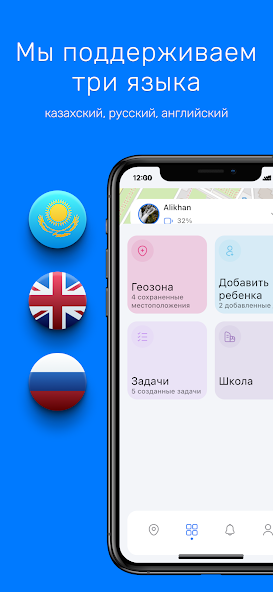 Мы поддерживаем
три языка
казахский, русский, английский
12:00
Alikhan
32%
Геозона
4 сохраненные
местоположения
Добавить
ребенка
2 добавленные
Задачи
5 созданные задачи
Школа